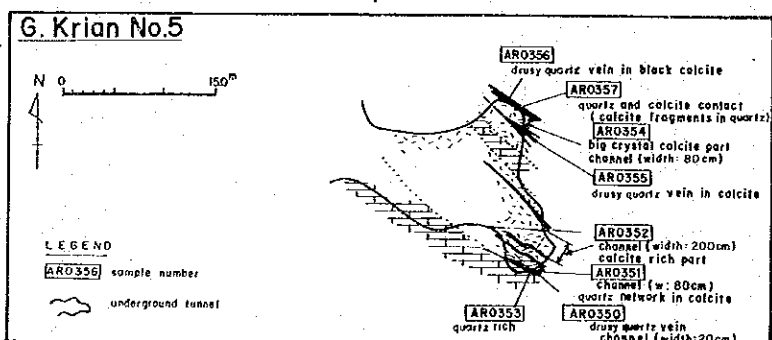 G. Krian No.5
N
0 150m
AR0356
drusy quartz vein in black calcite
AR0357
quartz and calcite contact
(calcite fragments in quartz)
AR0354
big crystal calcite part
channel (width: 80cm)
AR0355
drusy quartz vein in calcite
AR0352
channel (width: 200cm)
calcite rich part
AR0351
channel (w: 80cm)
quartz network in calcite
AR0353
quartz rich
AR0350
drusy quartz vein
channel (width: 20cm)
LEGEND
AR0356 sample number
underground tunnel